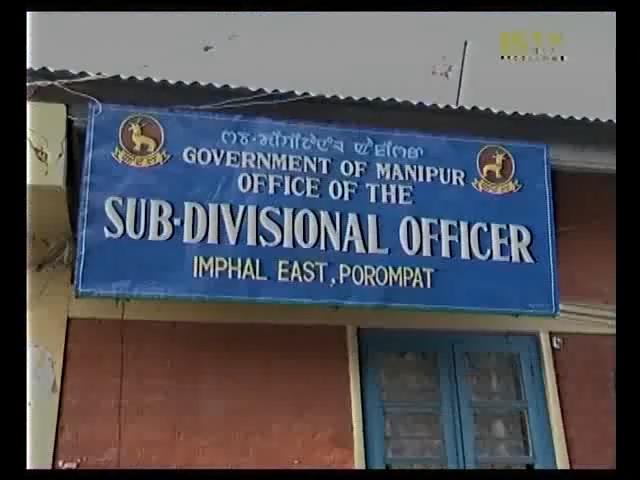 GOVERNMENT OF MANIPUR
OFFICE OF THE
SUB-DIVISIONAL OFFICER
IMPHAL EAST, POROMPAT